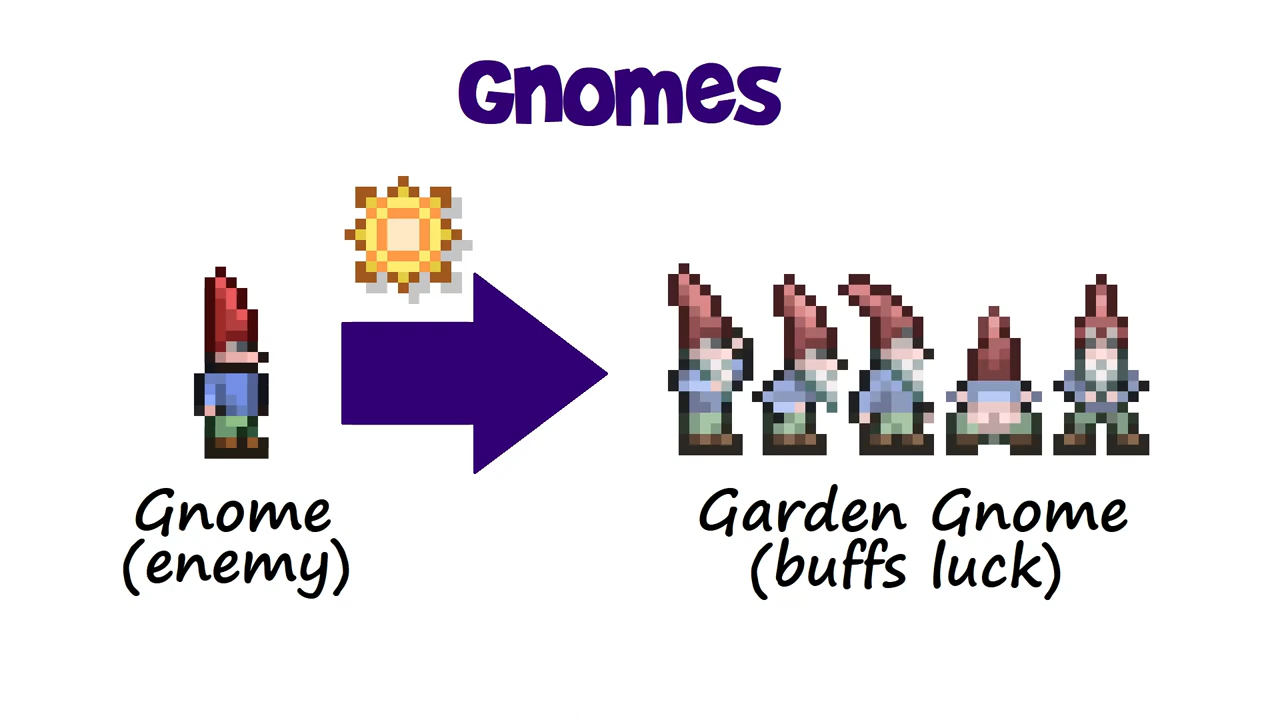 Gnomes
Gnome
(enemy)
Garden Gnome
(buffs luck)